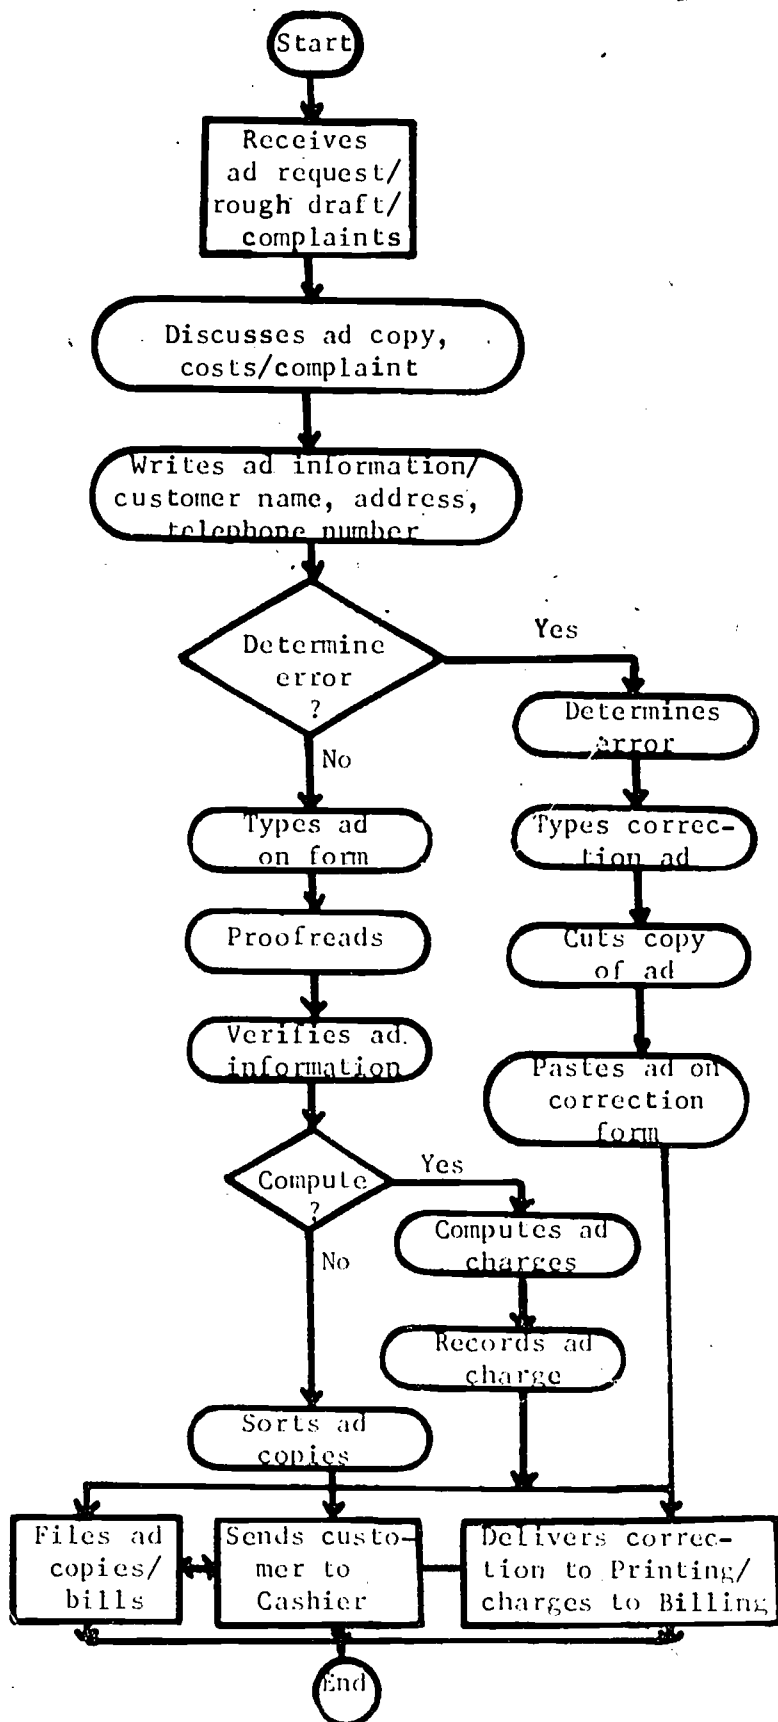 Start
Receives
ad request/
rough draft/
complaints
Discusses ad copy,
costs/complaint
Writes ad information/
customer name, address,
telephone number
Determine
error
?
Yes
No
Determines
error
Types correc-
tion ad
Cuts copy
of ad
Pastes ad on
correction
form
Types ad
on form
Proofreads
Verifies ad
information
Compute
?
Yes
No
Computes ad
charges
Records ad
charge
Sorts ad
copies
Files ad
copies/
bills
Sends custo-
mer to
Cashier
Delivers correc-
tion to Printing/
charges to Billing
End